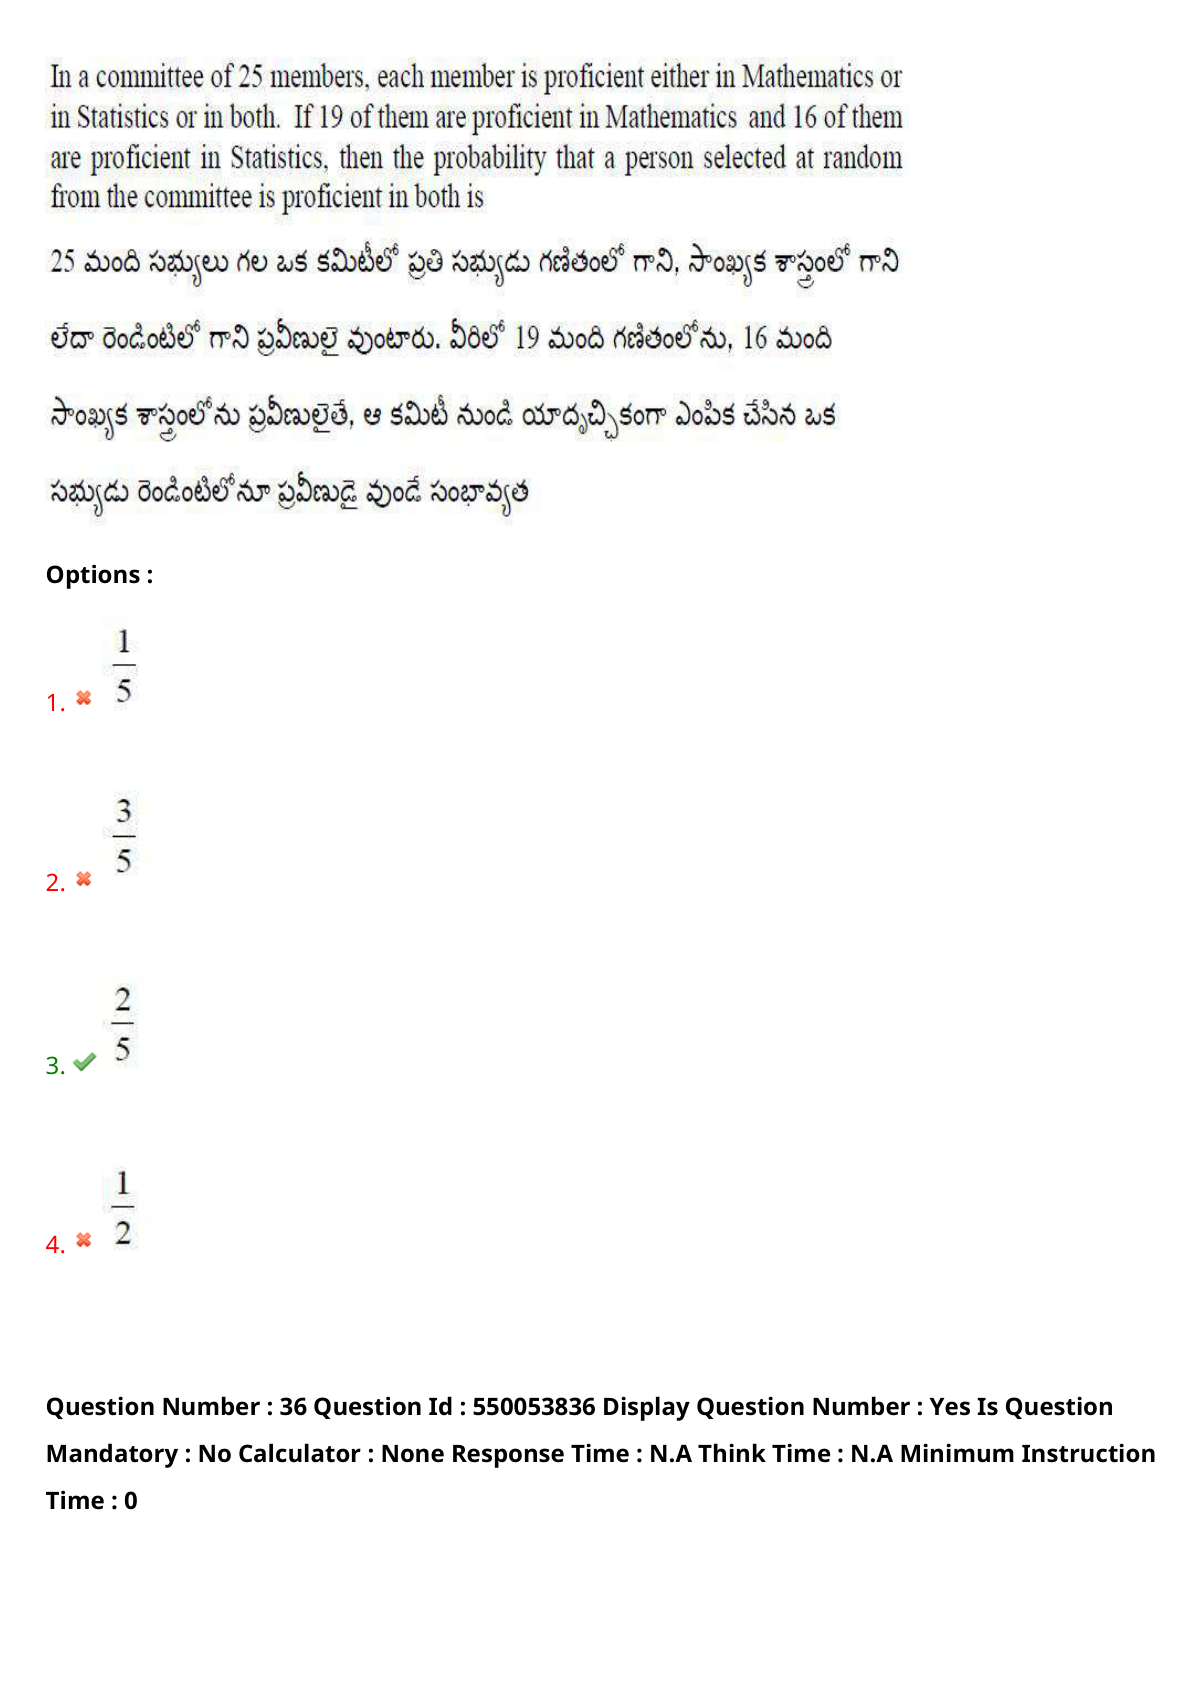 In a committee of 25 members, each member is proficient either in Mathematics or
in Statistics or in both. If 19 of them are proficient in Mathematics and 16 of them
are proficient in Statistics, then the probability that a person selected at random
from the committee is proficient in both is
25 మంది సభ్యులు గల ఒక కమిటీలో ప్రతి సభ్యుడు గణితంలో గాని, సాంఖ్యక శాస్త్రంలో గాని
లేదా రెండింటిలో గాని ప్రవీణులై వుంటారు. వీరిలో 19 మంది గణితంలోను, 16 మంది
సాంఖ్యక శాస్త్రంలోను ప్రవీణులైతే, ఆ కమిటీ నుండి యాదృచ్ఛికంగా ఎంపిక చేసిన ఒక
సభ్యుడు రెండింటిలోనూ ప్రవీణుడై వుండే సంభావ్యత
Options :
1. 1/5
2. 3/5
3. 2/5
4. 1/2
Question Number : 36 Question Id : 550053836 Display Question Number : Yes Is Question
Mandatory : No Calculator : None Response Time : N.A Think Time : N.A Minimum Instruction
Time : 0